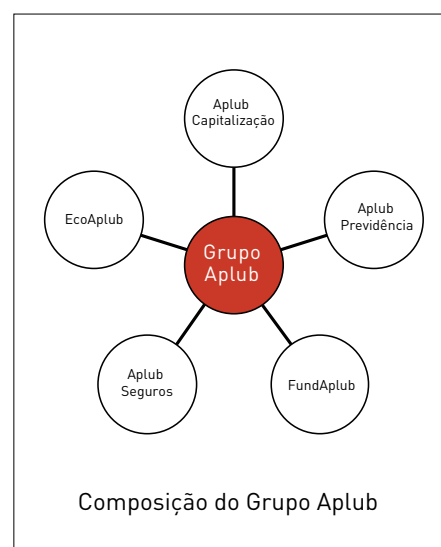 Aplub
Capitalização
EcoAplub
Aplub
Previdência
Grupo
Aplub
Aplub
Seguros
FundAplub
Composição do Grupo Aplub